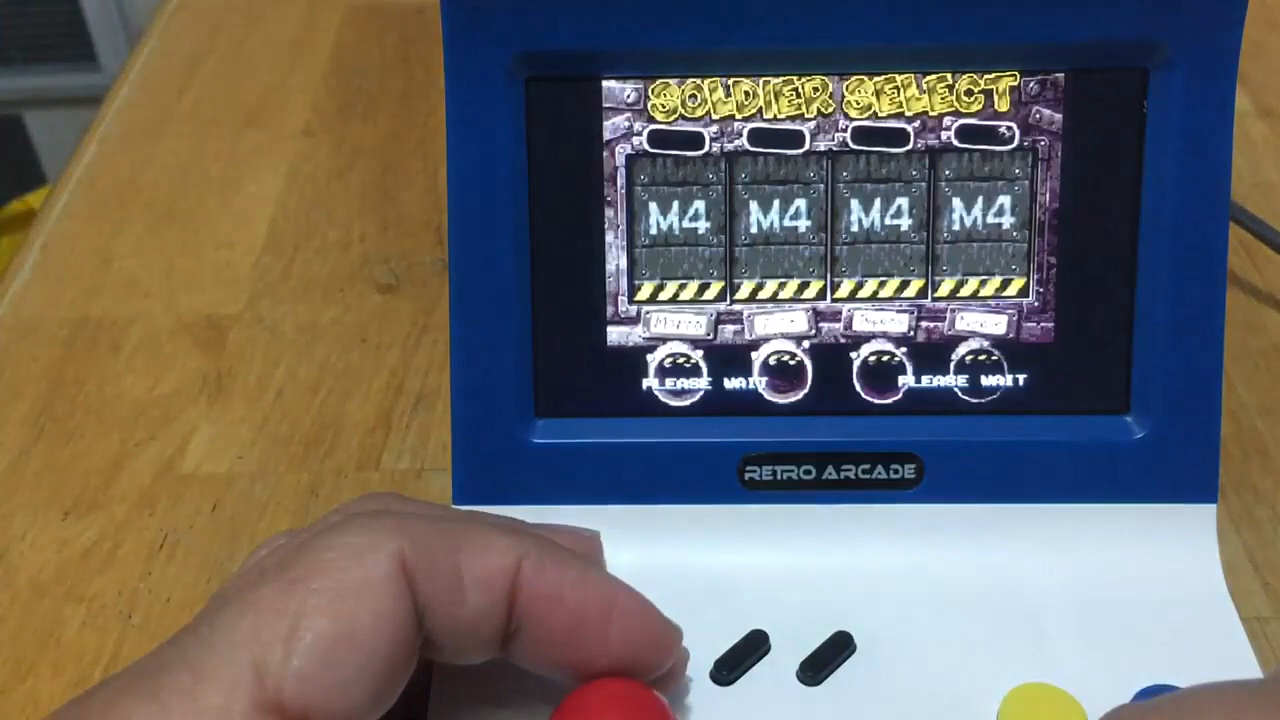 SOLDIER SELECT
M4 M4 M4 M4
PLEASE WAIT PLEASE WAIT
RETRO ARCADE